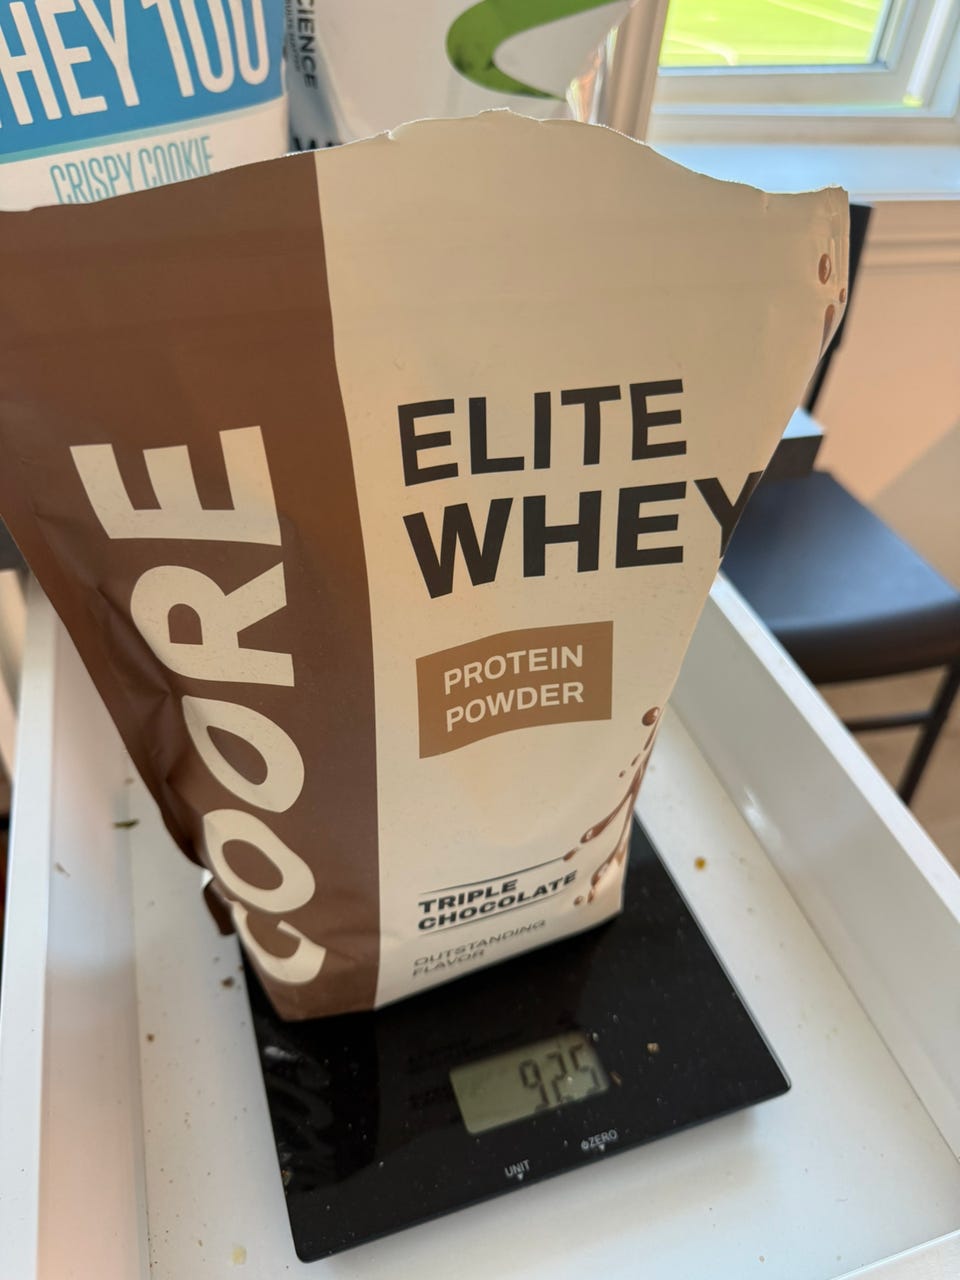 HEY 100
CRISPY COOKIE
CIENCE
COORE
ELITE
WHEY
PROTEIN
POWDER
TRIPLE
CHOCOLATE
OUTSTANDING
FLAVOR
925
UNIT
ZERO